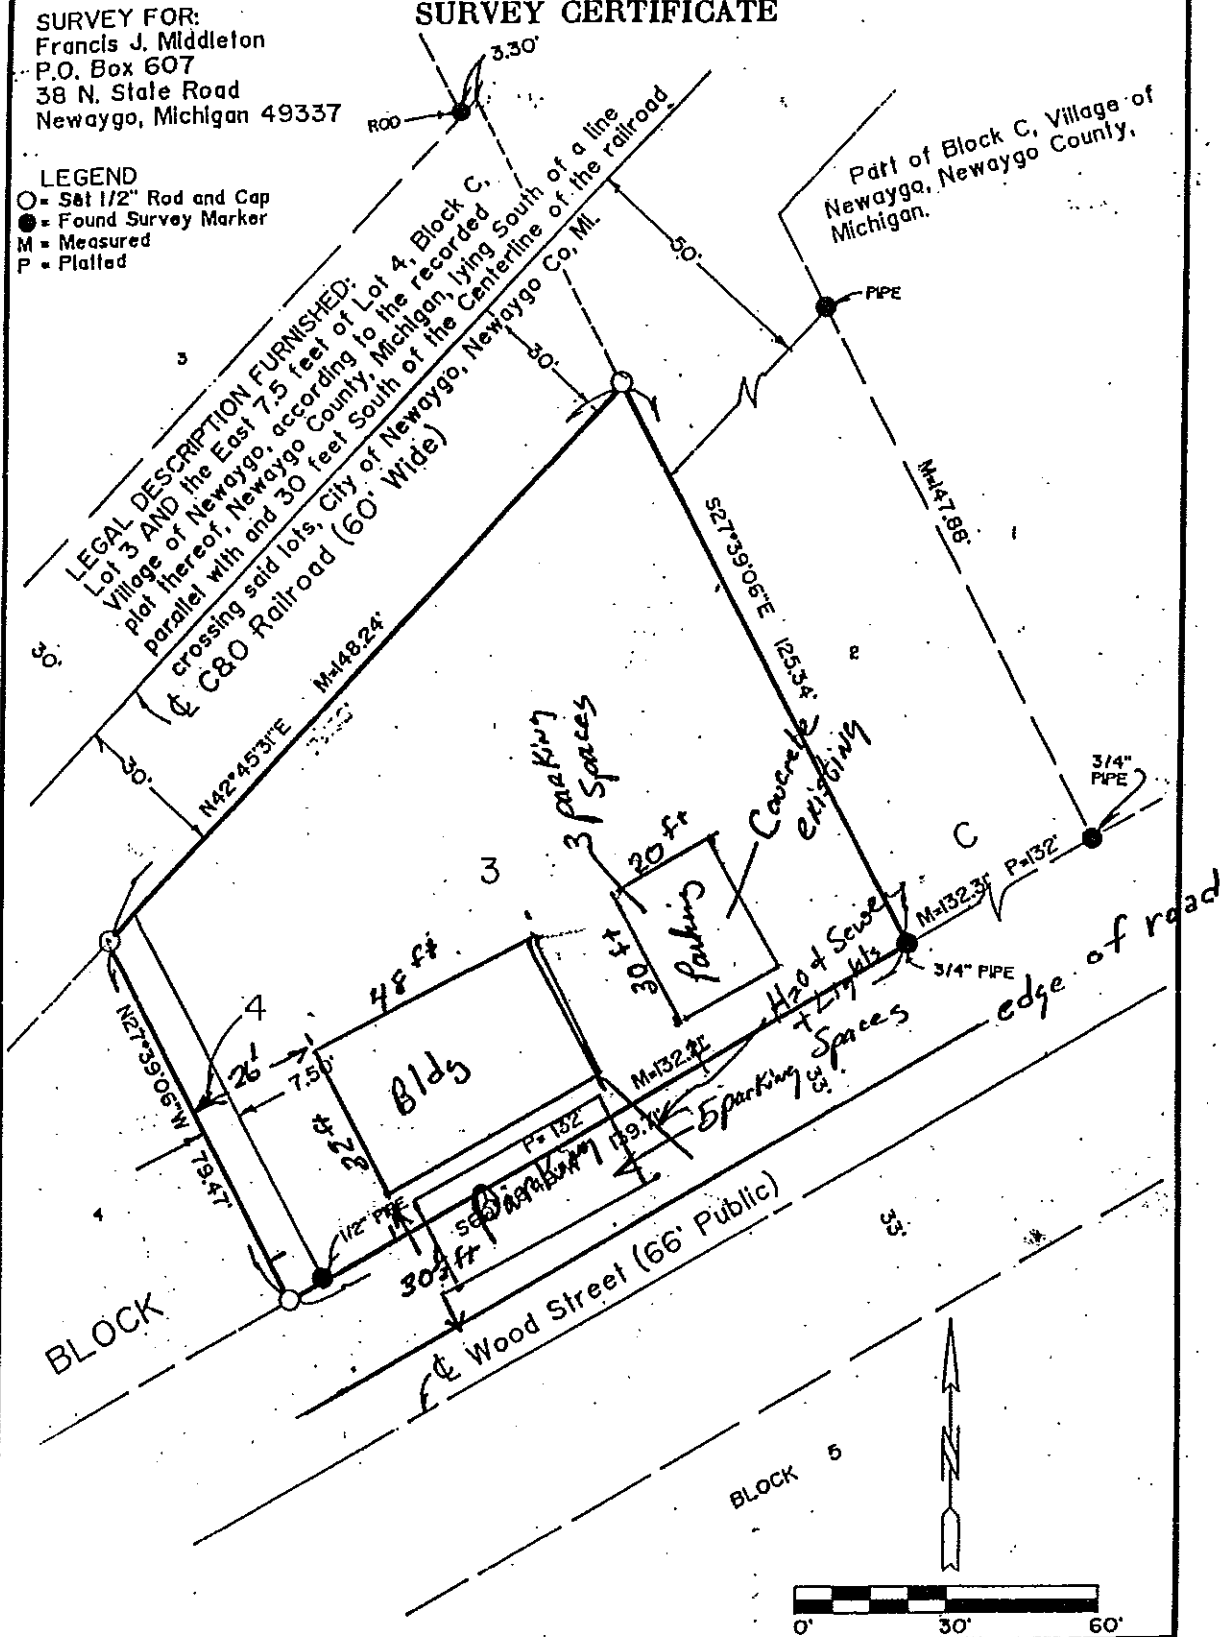 SURVEY CERTIFICATE
SURVEY FOR:
Francis J. Middleton
P.O. Box 607
38 N. State Road
Newaygo, Michigan 49337
LEGEND
O = Set 1/2" Rod and Cap
● = Found Survey Marker
M = Measured
P = Platted
ROD
3.30'
Part of Block C, Village of
Newaygo, Newaygo County,
Michigan.
LEGAL DESCRIPTION FURNISHED:
Lot 3 AND the East 7.5 feet of Lot 4, Block C,
Village of Newaygo, according to the recorded
plat thereof, Newaygo County, Michigan, lying South of a line
parallel with and 30 feet South of the Centerline of the railroad
crossing said lots, City of Newaygo, Newaygo Co, MI.
℄ C&O Railroad (60' Wide)
3
50'
PIPE
30'
30'
30'
M=147.88'
1
S27°39'06"E 125.34'
2
N42°45'31"E M=148.24'
3 parking
Spaces
Concrete
existing
20 ft
30 ft
Parking
3
C
3/4"
PIPE
M=132.31' P=132'
3/4" PIPE
edge of road
H20 & Sewer
+ Lights
48 ft
Bldg
32 ft
26'
7.50'
4
N27°39'06"W 79.47'
4
M=132.21'
P=132'
139.71'
5 parking Spaces
33'
Parking
1/2" PIPE
30 ft
BLOCK
℄ Wood Street (66' Public)
33'
BLOCK 5
N
0' 30' 60'